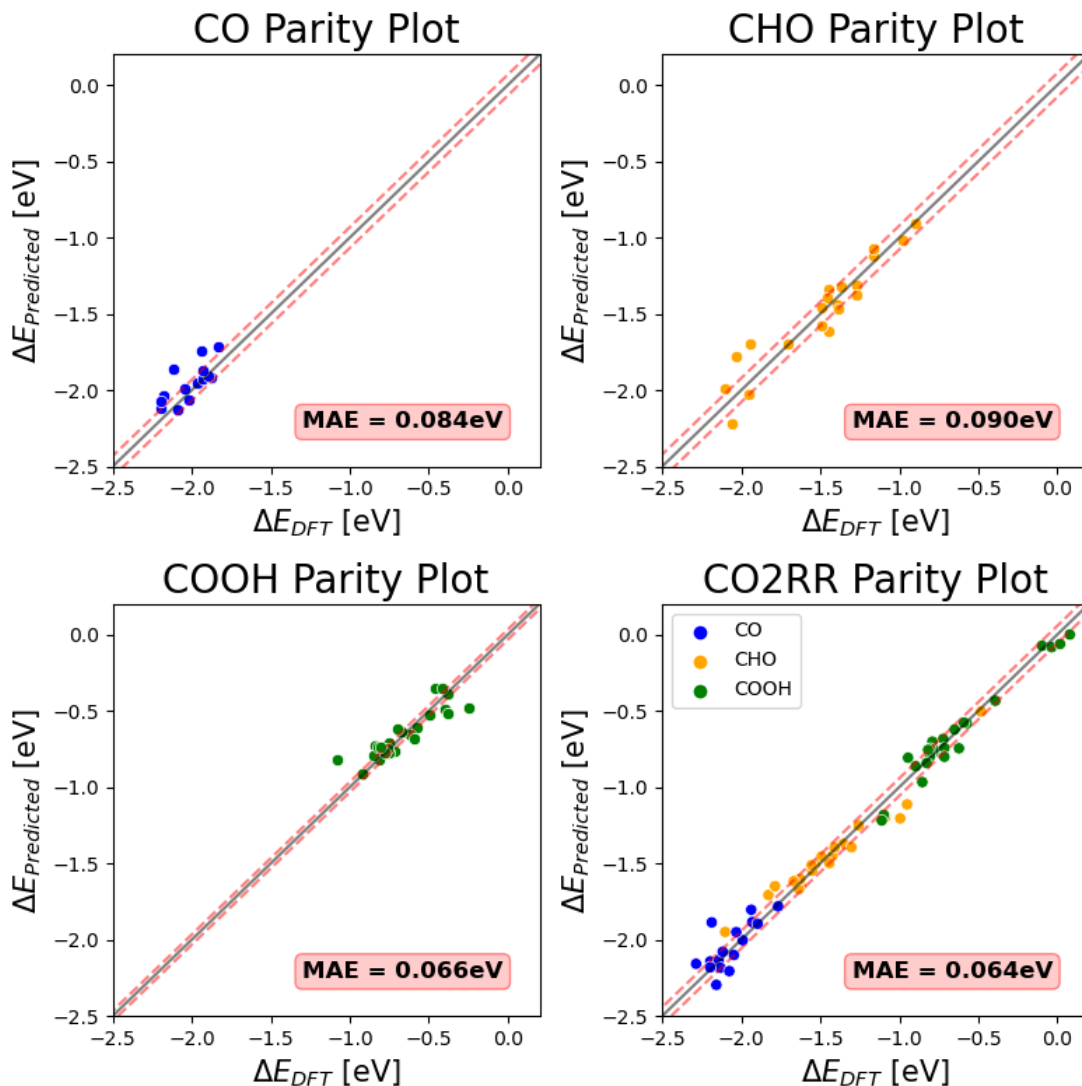 CO Parity Plot
0.0
−0.5
−1.0
−1.5
−2.0
−2.5
ΔE_Predicted [eV]
MAE = 0.084eV
−2.5 −2.0 −1.5 −1.0 −0.5 0.0
ΔE_DFT [eV]
CHO Parity Plot
0.0
−0.5
−1.0
−1.5
−2.0
−2.5
ΔE_Predicted [eV]
MAE = 0.090eV
−2.5 −2.0 −1.5 −1.0 −0.5 0.0
ΔE_DFT [eV]
COOH Parity Plot
0.0
−0.5
−1.0
−1.5
−2.0
−2.5
ΔE_Predicted [eV]
MAE = 0.066eV
−2.5 −2.0 −1.5 −1.0 −0.5 0.0
ΔE_DFT [eV]
CO2RR Parity Plot
CO
CHO
COOH
0.0
−0.5
−1.0
−1.5
−2.0
−2.5
ΔE_Predicted [eV]
MAE = 0.064eV
−2.5 −2.0 −1.5 −1.0 −0.5 0.0
ΔE_DFT [eV]